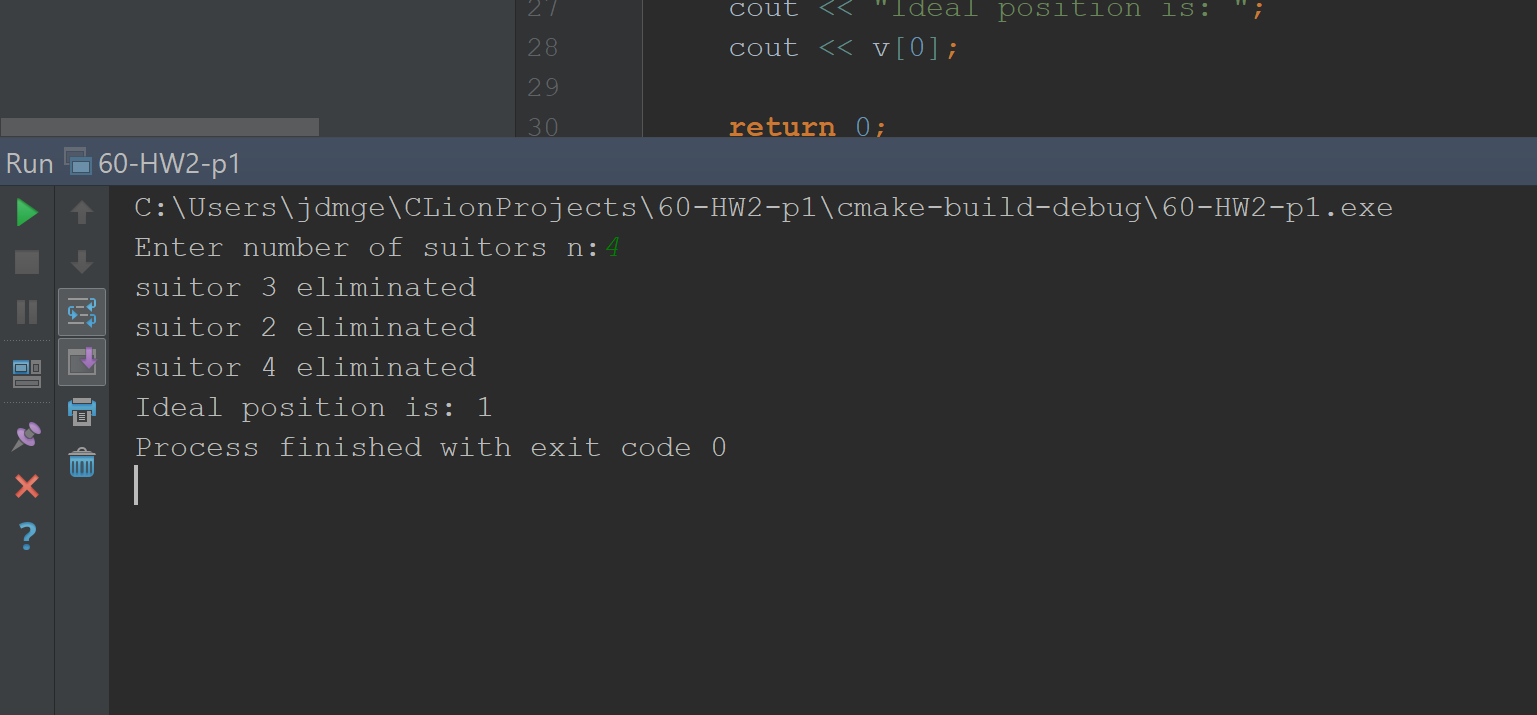 27 cout << "Ideal position is: ";
28 cout << v[0];
29
30 return 0;
Run 60-HW2-p1
C:\Users\jdmge\CLionProjects\60-HW2-p1\cmake-build-debug\60-HW2-p1.exe
Enter number of suitors n:4
suitor 3 eliminated
suitor 2 eliminated
suitor 4 eliminated
Ideal position is: 1
Process finished with exit code 0
?